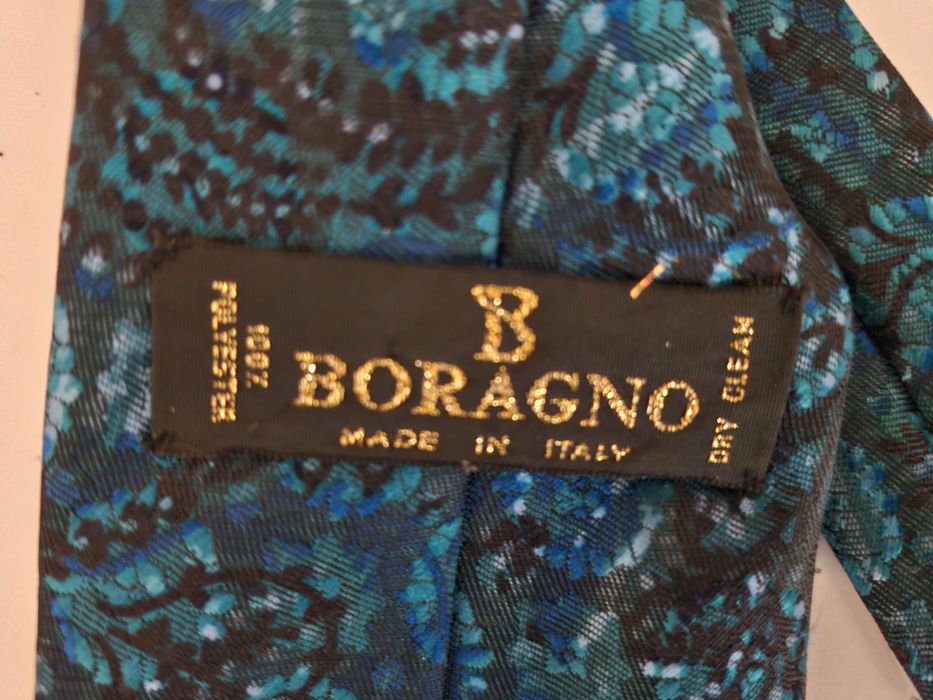 100%
POLYESTER
B
BORAGNO
MADE IN ITALY
DRY CLEAN